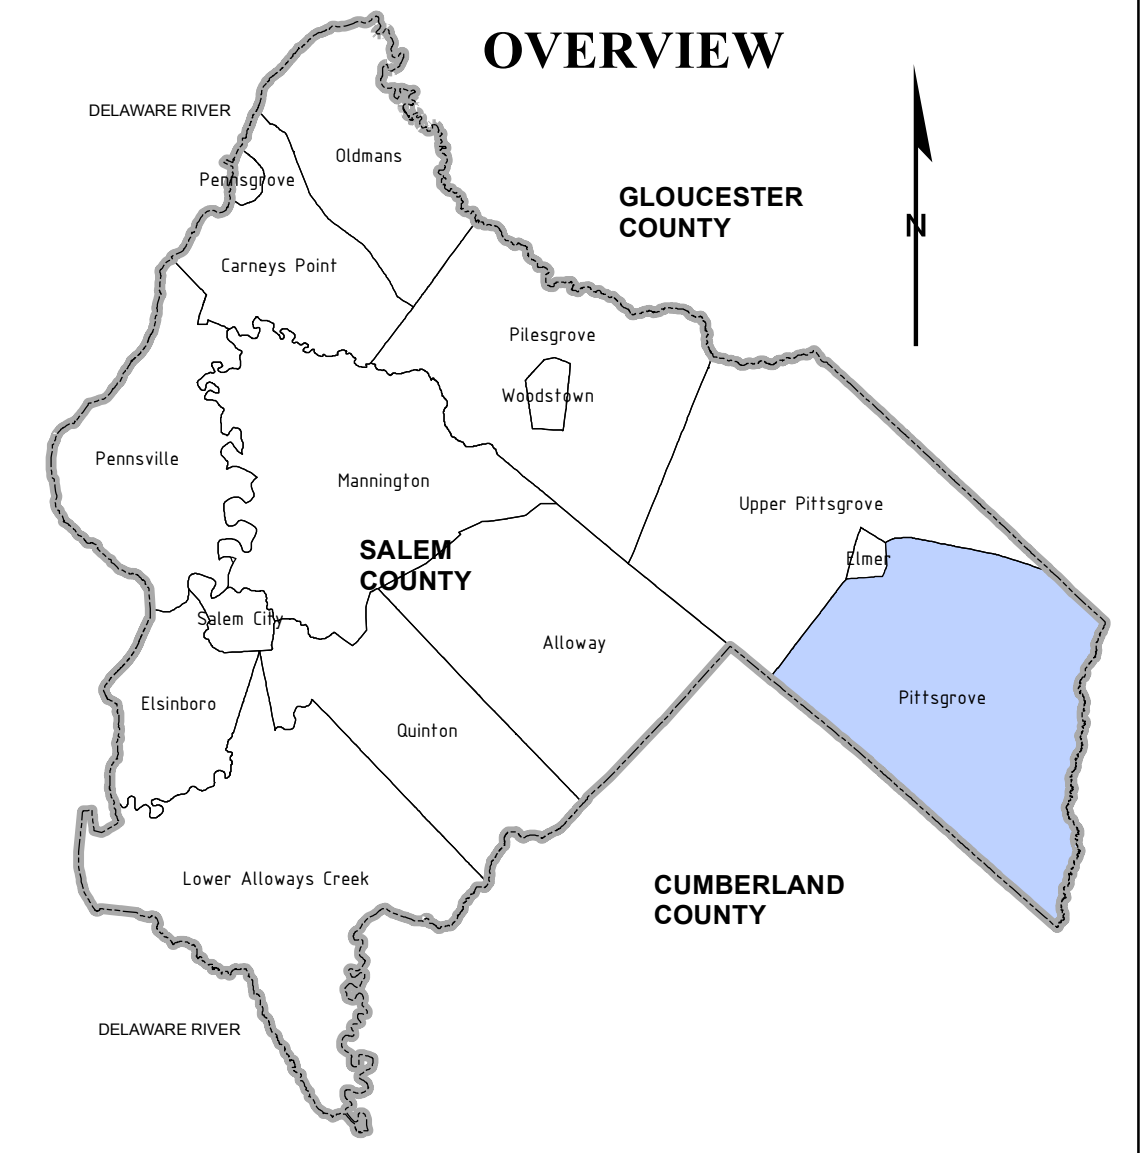 OVERVIEW
DELAWARE RIVER
Oldmans
Pennsgrove
GLOUCESTER
COUNTY
N
Carneys Point
Pilesgrove
Woodstown
Pennsville
Mannington
Upper Pittsgrove
SALEM
COUNTY
Elmer
Salem City
Alloway
Elsinboro
Pittsgrove
Quinton
Lower Alloways Creek
CUMBERLAND
COUNTY
DELAWARE RIVER